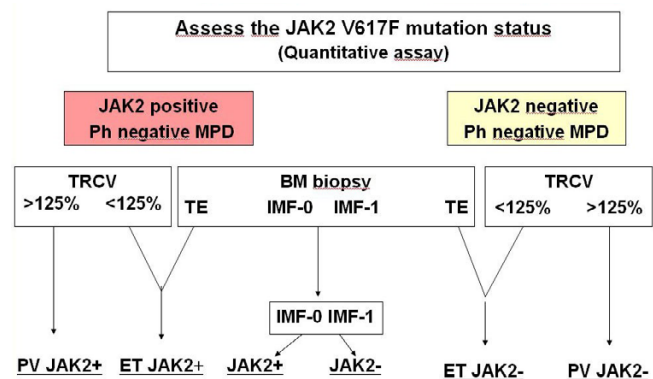 Assess the JAK2 V617F mutation status
(Quantitative assay)
JAK2 positive
Ph negative MPD
JAK2 negative
Ph negative MPD
TRCV
>125% <125%
BM biopsy
TE IMF-0 IMF-1 TE
TRCV
<125% >125%
IMF-0 IMF-1
PV JAK2+ ET JAK2+ JAK2+ JAK2- ET JAK2- PV JAK2-